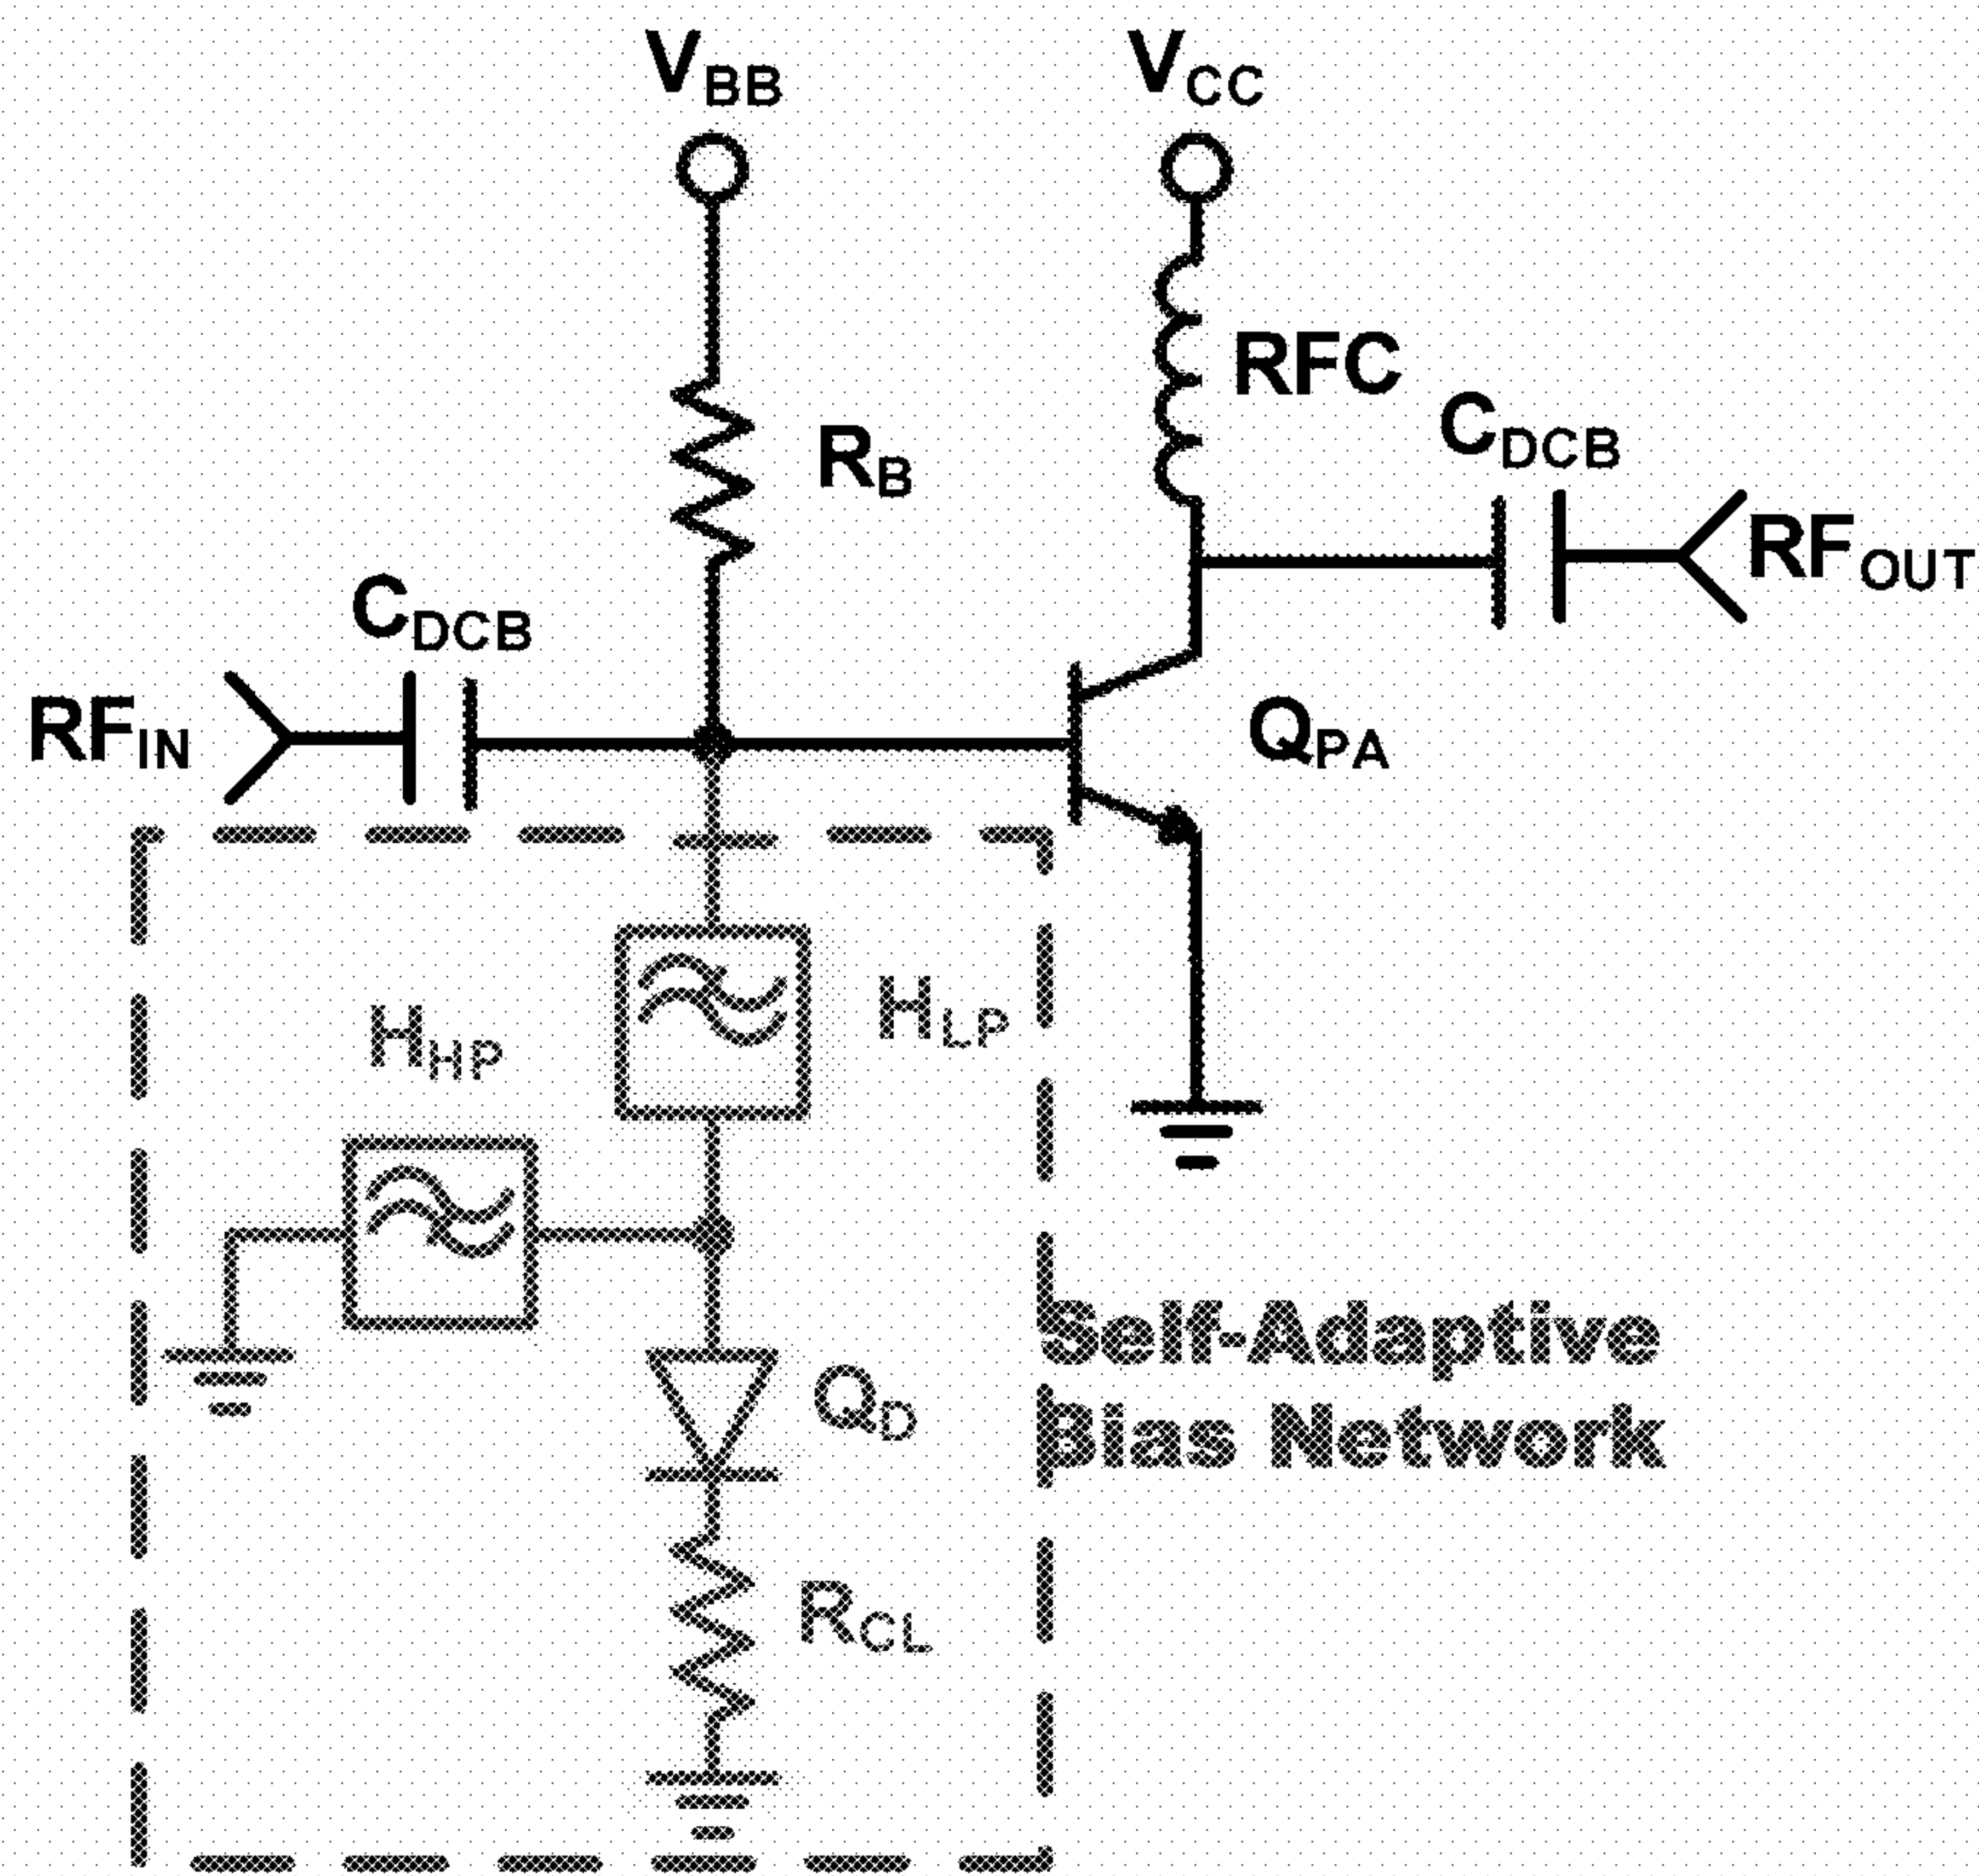 VBB
VCC
RFC
RB
CDCB
RFOUT
CDCB
RFIN
QPA
HLP
HHP
Self-Adaptive
Bias Network
QD
RCL